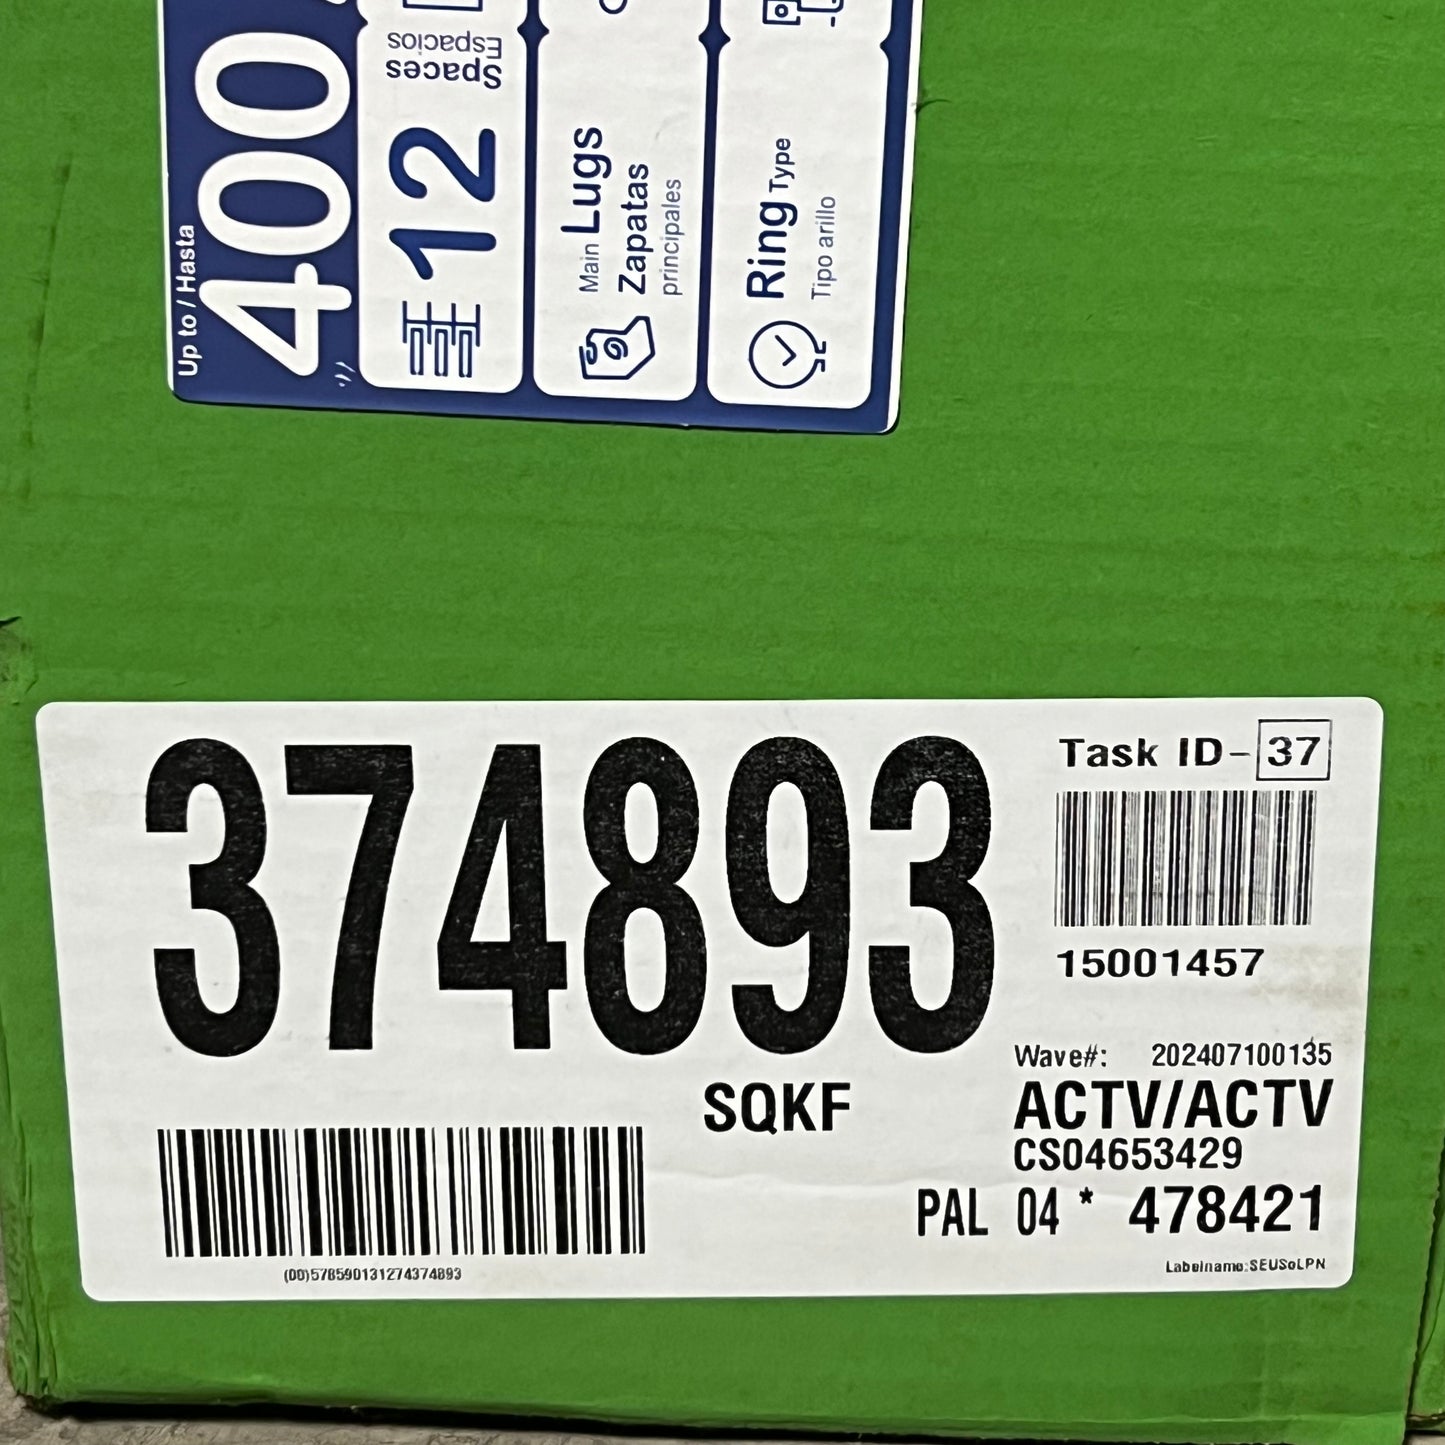 Up to / Hasta
400
12
Spaces
Espacios
Main Lugs
Zapatas
principales
Ring Type
Tipo arillo
374893
Task ID- 37
15001457
Wave#: 202407100135
SQKF
ACTV/ACTV
CS04653429
PAL 04 * 478421
(00)578590131274374893
Labelname:SEUSoLPN